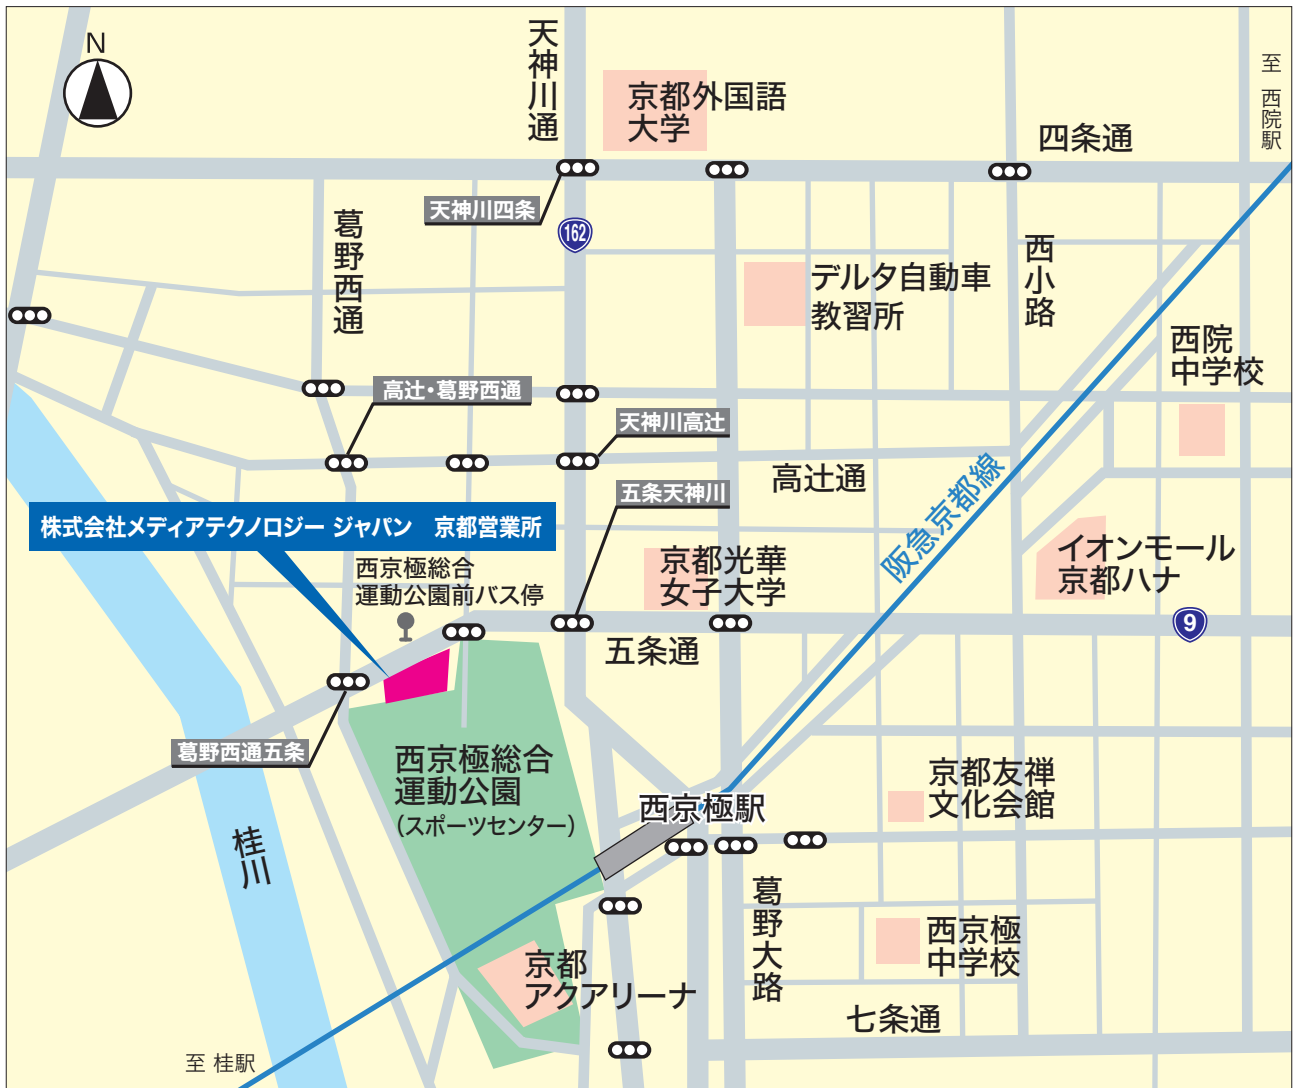 N
天神川通
京都外国語
大学
四条通
至 西院駅
天神川四条
162
葛野西通
デルタ自動車
教習所
西小路
西院
中学校
高辻・葛野西通
天神川高辻
高辻通
阪急京都線
五条天神川
株式会社メディアテクノロジー ジャパン　京都営業所
西京極総合
運動公園前バス停
京都光華
女子大学
イオンモール
京都ハナ
9
五条通
葛野西通五条
西京極総合
運動公園
（スポーツセンター）
西京極駅
京都友禅
文化会館
桂川
葛野大路
西京極
中学校
京都
アクアリーナ
七条通
至 桂駅